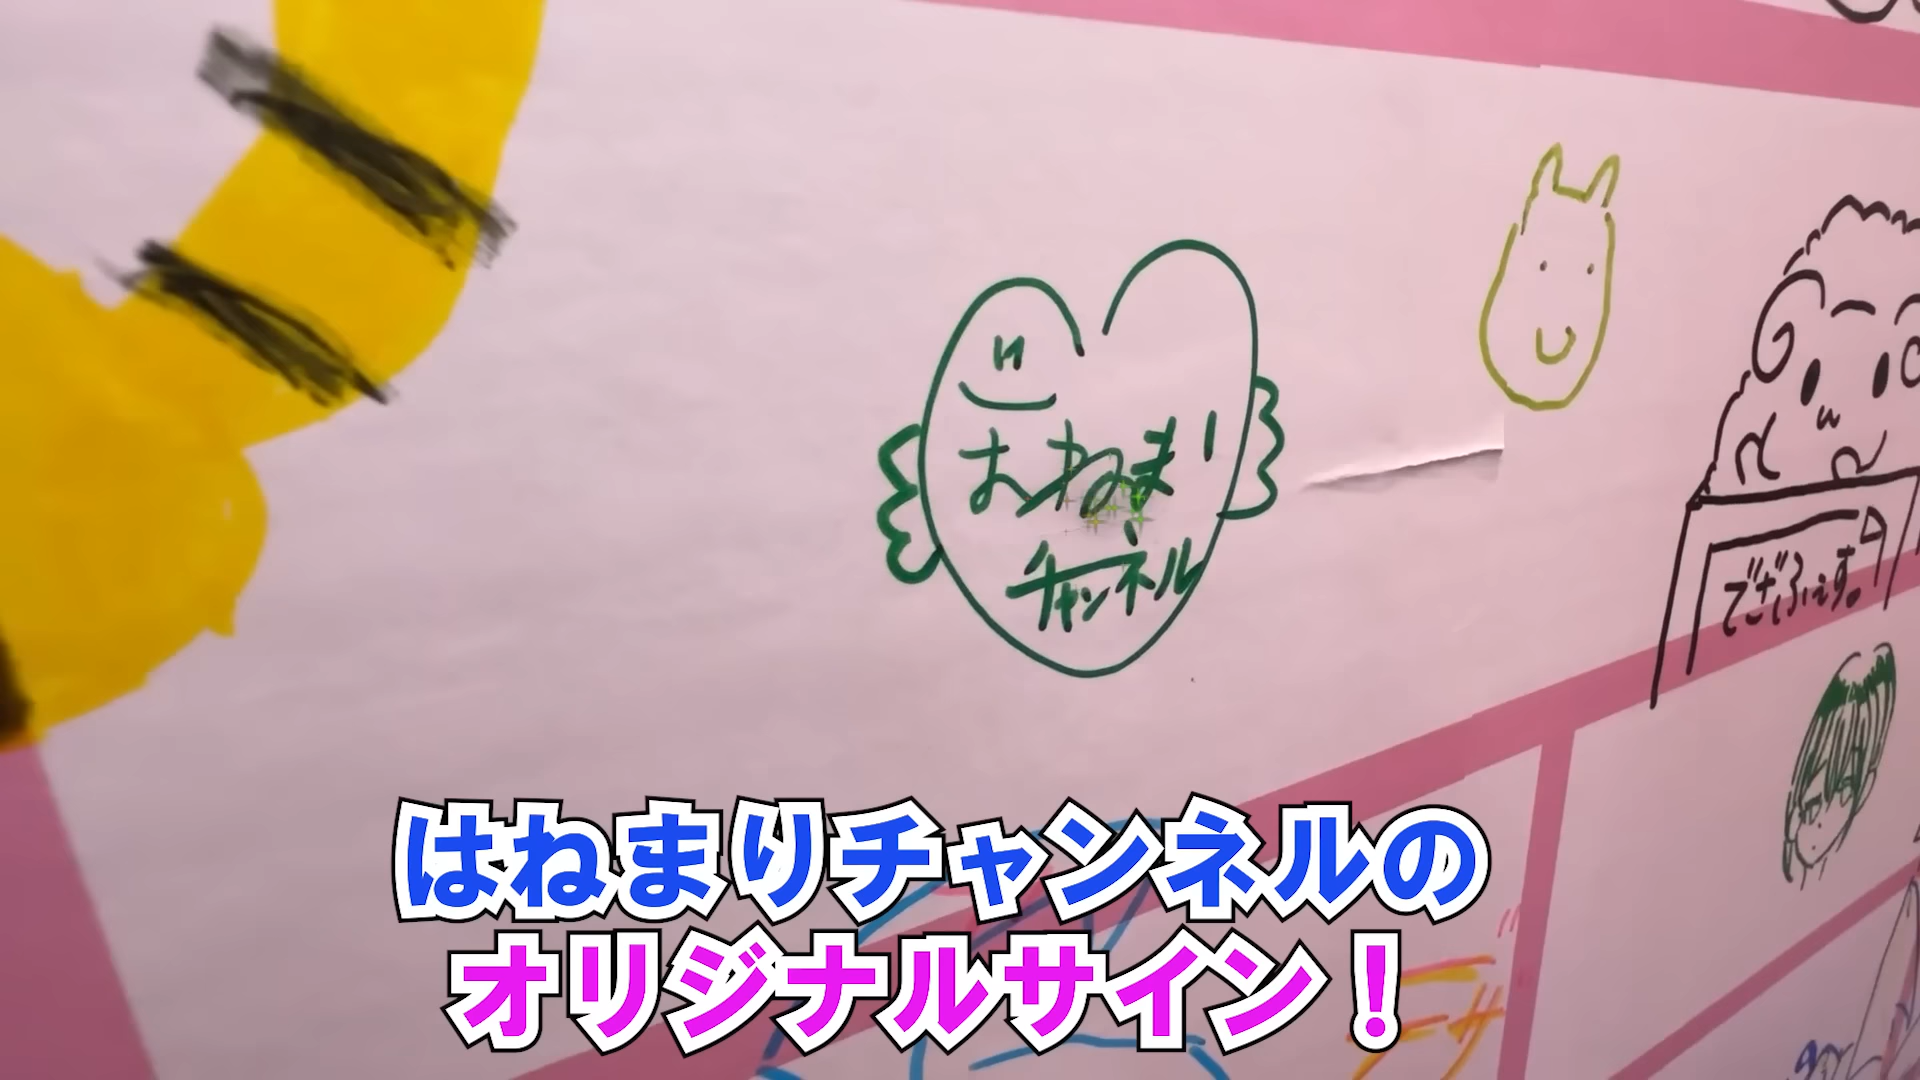 はねまり
チャンネル
でざふぇす。
はねまりチャンネルの
オリジナルサイン！